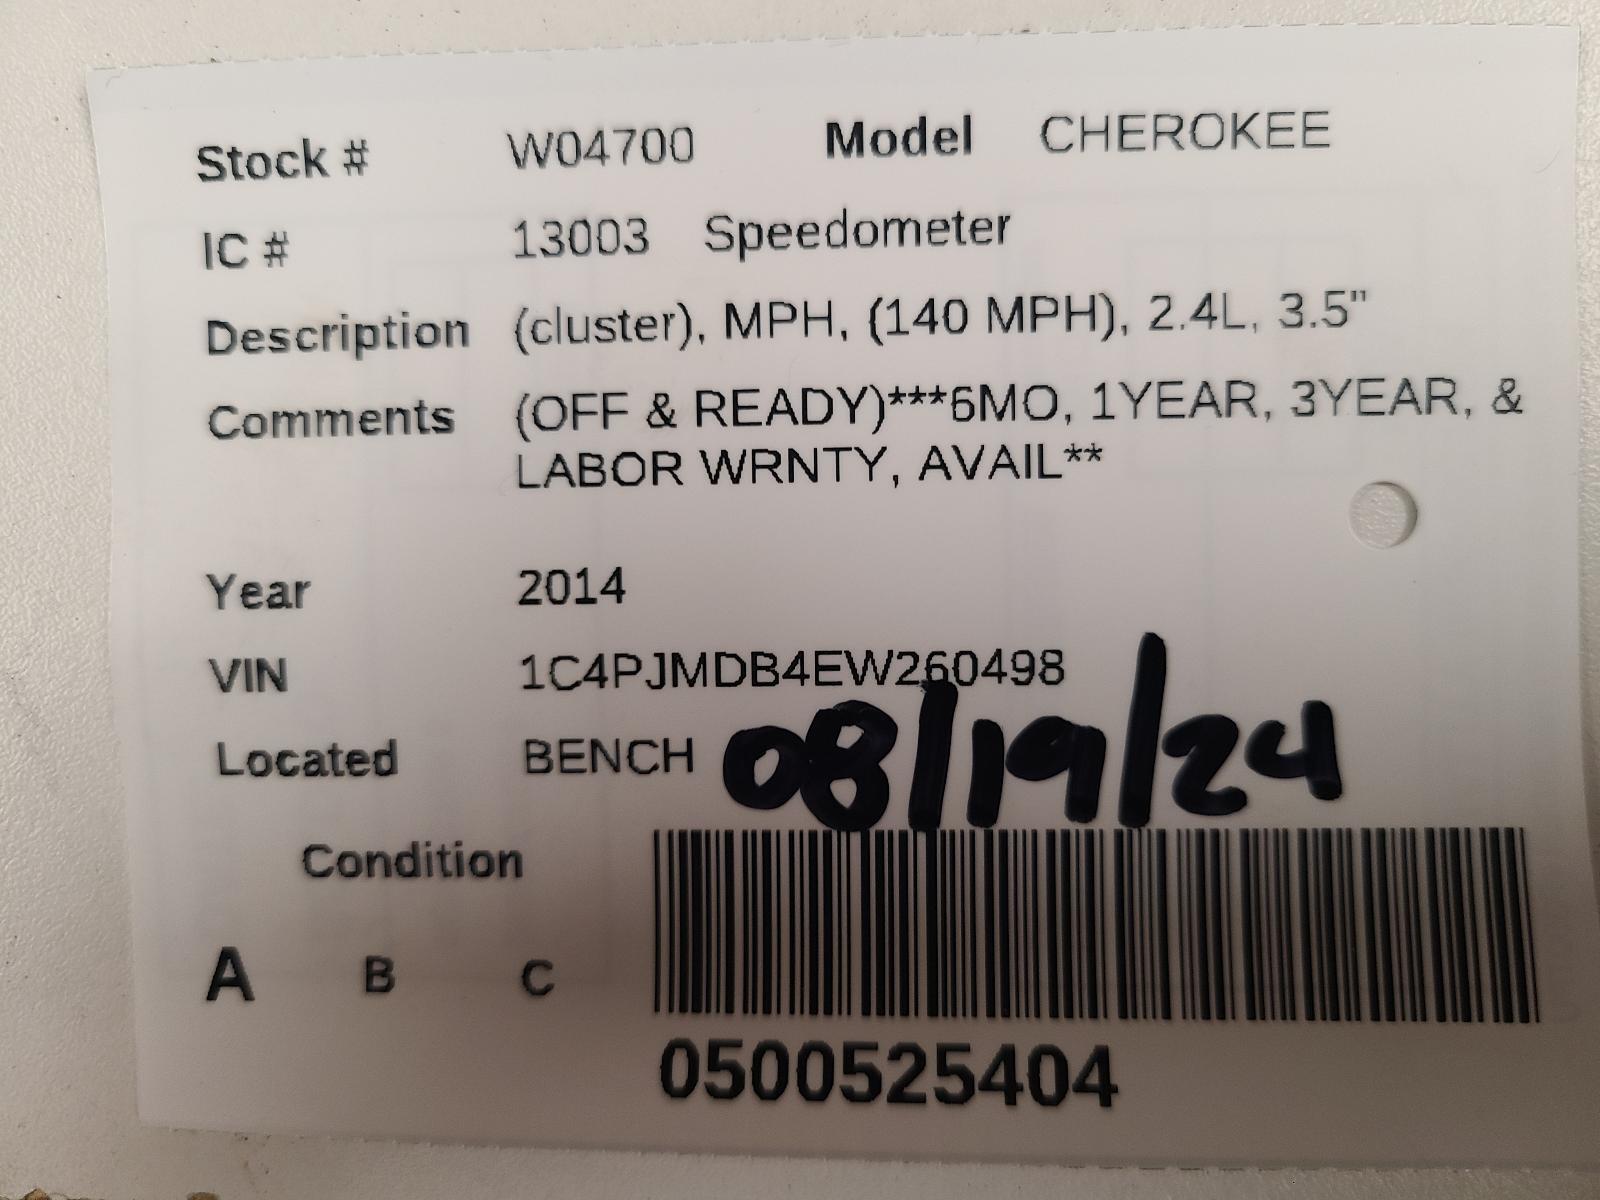 Stock # W04700 Model CHEROKEE
IC # 13003 Speedometer
Description (cluster), MPH, (140 MPH), 2.4L, 3.5"
Comments (OFF & READY)***6MO, 1YEAR, 3YEAR, &
LABOR WRNTY, AVAIL**
Year 2014
VIN 1C4PJMDB4EW260498
Located BENCH 08/19/24
Condition
A B C
0500525404